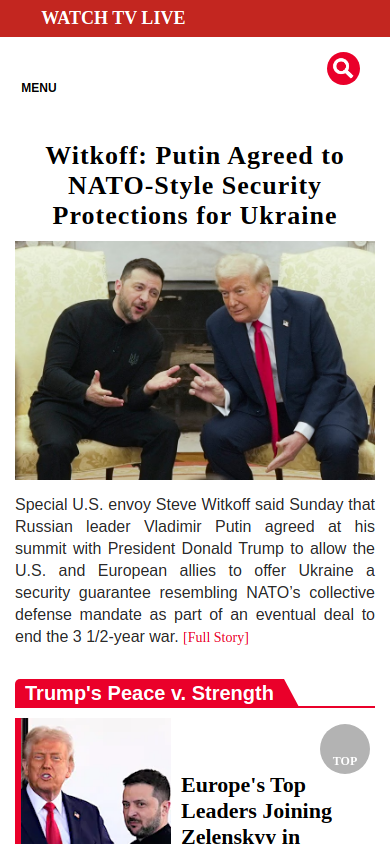 WATCH TV LIVE
MENU
Witkoff: Putin Agreed to
NATO-Style Security
Protections for Ukraine
Special U.S. envoy Steve Witkoff said Sunday that
Russian leader Vladimir Putin agreed at his
summit with President Donald Trump to allow the
U.S. and European allies to offer Ukraine a
security guarantee resembling NATO’s collective
defense mandate as part of an eventual deal to
end the 3 1/2-year war. [Full Story]
Trump's Peace v. Strength
TOP
Europe's Top
Leaders Joining
Zelenskyy in